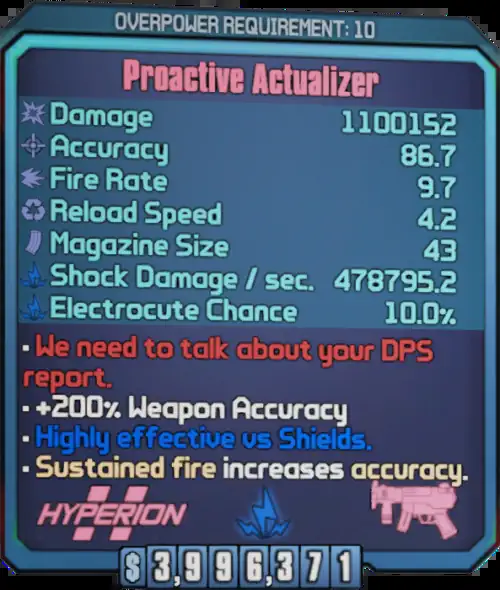 OVERPOWER REQUIREMENT: 10
Proactive Actualizer
Damage 1100152
Accuracy 86.7
Fire Rate 9.7
Reload Speed 4.2
Magazine Size 43
Shock Damage / sec. 478795.2
Electrocute Chance 10.0%
• We need to talk about your DPS
report.
• +200% Weapon Accuracy
• Highly effective vs Shields.
• Sustained fire increases accuracy.
HYPERION
$ 3,996,371